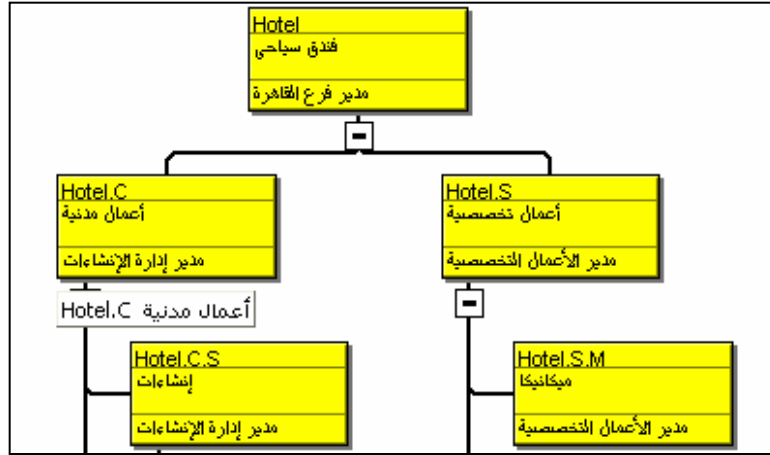 Hotel
فندق سياحى
مدير فرع القاهرة
Hotel.C
أعمال مدنية
مدير إدارة الإنشاءات
Hotel.S
أعمال تخصصية
مدير الأعمال التخصصية
Hotel.C أعمال مدنية
Hotel.C.S
إنشاءات
مدير إدارة الإنشاءات
Hotel.S.M
ميكانيكا
مدير الأعمال التخصصية